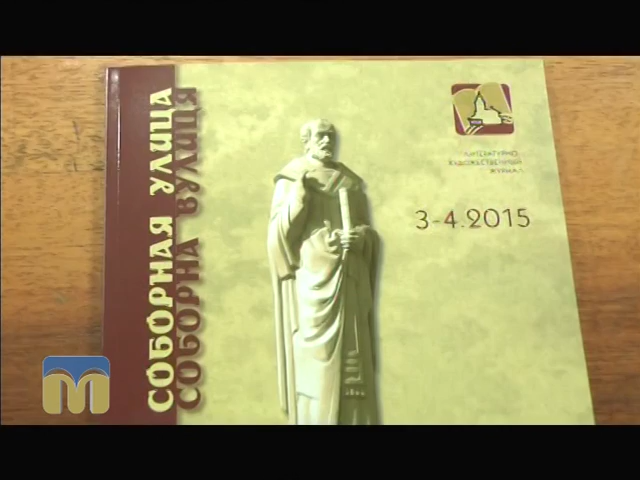 СОБОРНАЯ УЛИЦА
СОБОРНА ВУЛИЦЯ
ЛИТЕРАТУРНО
ХУДОЖЕСТВЕННЫЙ
ЖУРНАЛ
3-4.2015
М